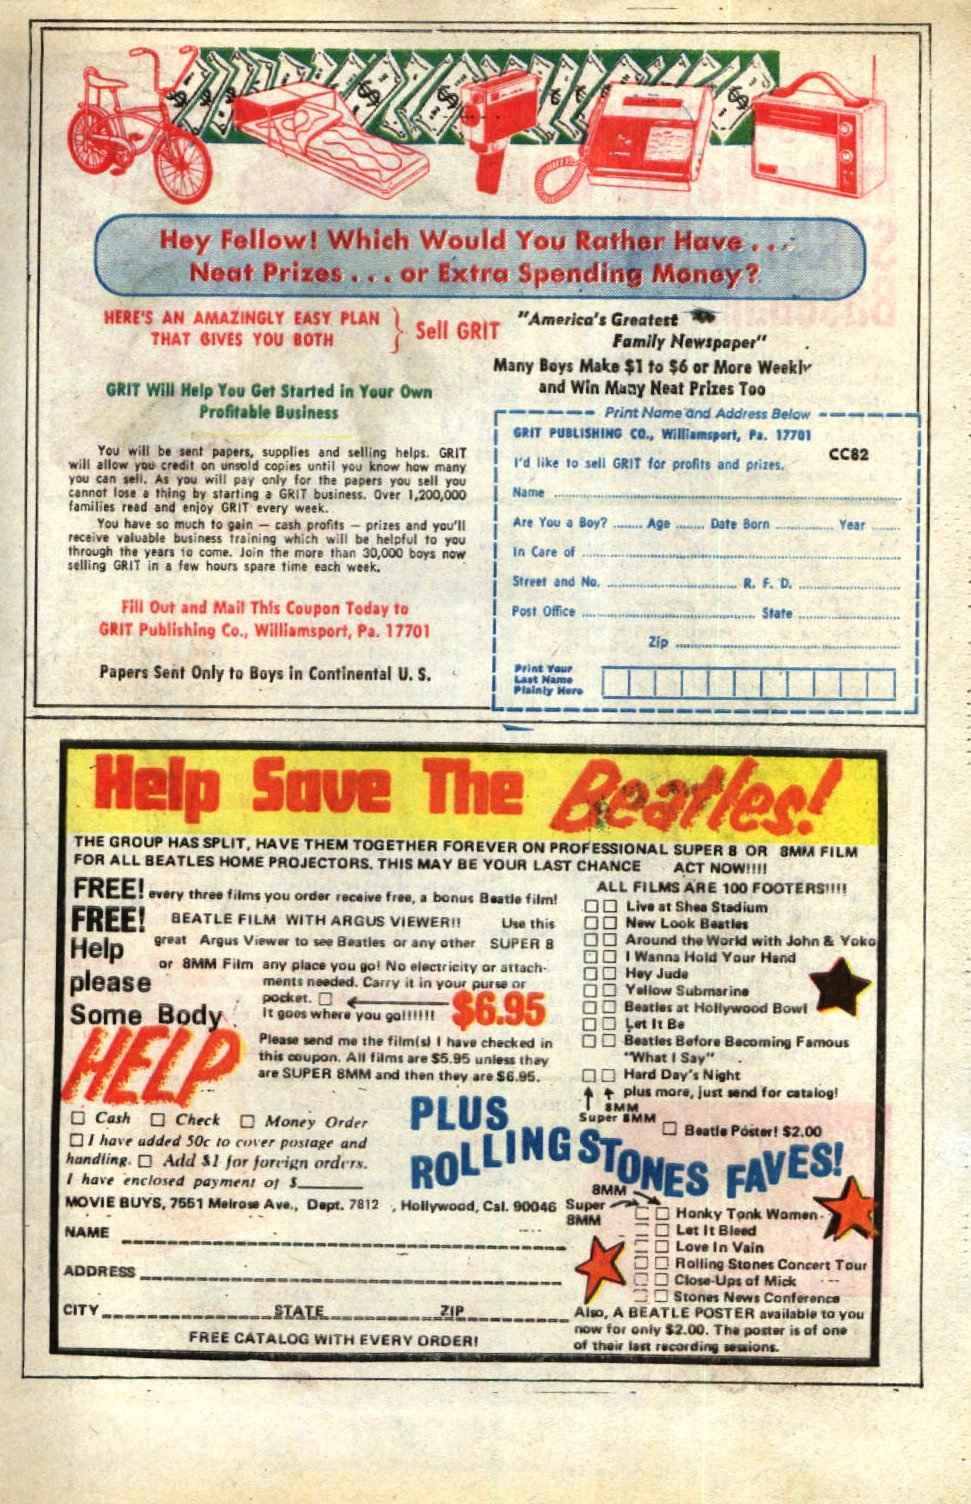 Hey Fellow! Which Would You Rather Have . . .
Neat Prizes . . . or Extra Spending Money?
HERE'S AN AMAZINGLY EASY PLAN
THAT GIVES YOU BOTH
} Sell GRIT
"America's Greatest
Family Newspaper"
Many Boys Make $1 to $6 or More Weekly
and Win Many Neat Prizes Too
GRIT Will Help You Get Started in Your Own
Profitable Business
You will be sent papers, supplies and selling helps. GRIT
will allow you credit on unsold copies until you know how many
you can sell. As you will pay only for the papers you sell you
cannot lose a thing by starting a GRIT business. Over 1,200,000
families read and enjoy GRIT every week.
You have so much to gain — cash profits — prizes and you'll
receive valuable business training which will be helpful to you
through the years to come. Join the more than 30,000 boys now
selling GRIT in a few hours spare time each week.
Fill Out and Mail This Coupon Today to
GRIT Publishing Co., Williamsport, Pa. 17701
Papers Sent Only to Boys in Continental U. S.
Print Name and Address Below
GRIT PUBLISHING CO., Williamsport, Pa. 17701
CC82
I'd like to sell GRIT for profits and prizes.
Name
Are You a Boy? ........ Age ........ Date Born .............. Year .......
In Care of
Street and No. .................................. R. F. D. ..........................
Post Office ............................................. State ..........................
Zip
Print Your
Last Name
Plainly Here
Help Save The Beatles!
THE GROUP HAS SPLIT, HAVE THEM TOGETHER FOREVER ON PROFESSIONAL SUPER 8 OR 8MM FILM
FOR ALL BEATLES HOME PROJECTORS. THIS MAY BE YOUR LAST CHANCE ACT NOW!!!!
FREE! every three films you order receive free, a bonus Beatle film!
FREE! BEATLE FILM WITH ARGUS VIEWER!! Use this
great Argus Viewer to see Beatles or any other SUPER 8
or 8MM Film any place you go! No electricity or attach-
ments needed. Carry it in your purse or
pocket. □
It goes where you go!!!!!!
$6.95
Help
please
Some Body
HELP
Please send me the film(s) I have checked in
this coupon. All films are $5.95 unless they
are SUPER 8MM and then they are $6.95.
□ Cash □ Check □ Money Order
□ I have added 50c to cover postage and
handling. □ Add $1 for foreign orders.
I have enclosed payment of $______
MOVIE BUYS, 7551 Melrose Ave., Dept. 7812 , Hollywood, Cal. 90046
NAME
ADDRESS
CITY STATE ZIP
FREE CATALOG WITH EVERY ORDER!
ALL FILMS ARE 100 FOOTERS!!!!
□ □ Live at Shea Stadium
□ □ New Look Beatles
□ □ Around the World with John & Yoko
□ □ I Wanna Hold Your Hand
□ □ Hey Jude
□ □ Yellow Submarine
□ □ Beatles at Hollywood Bowl
□ □ Let It Be
□ □ Beatles Before Becoming Famous
"What I Say"
□ □ Hard Day's Night
plus more, just send for catalog!
8MM
Super 8MM
□ Beatle Poster! $2.00
PLUS
ROLLING STONES FAVES!
8MM
Super
8MM
□ □ Honky Tonk Women
□ □ Let It Bleed
□ □ Love In Vain
□ □ Rolling Stones Concert Tour
□ □ Close-Ups of Mick
□ □ Stones News Conference
Also, A BEATLE POSTER available to you
now for only $2.00. The poster is of one
of their last recording sessions.